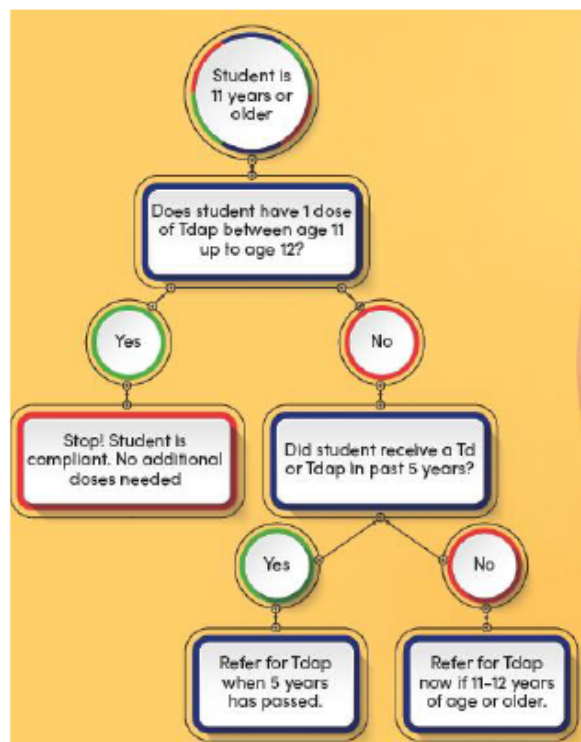 Student is
11 years or
older
Does student have 1 dose
of Tdap between age 11
up to age 12?
Yes
No
Stop! Student is
compliant. No additional
doses needed
Did student receive a Td
or Tdap in past 5 years?
Yes
No
Refer for Tdap
when 5 years
has passed.
Refer for Tdap
now if 11–12 years
of age or older.